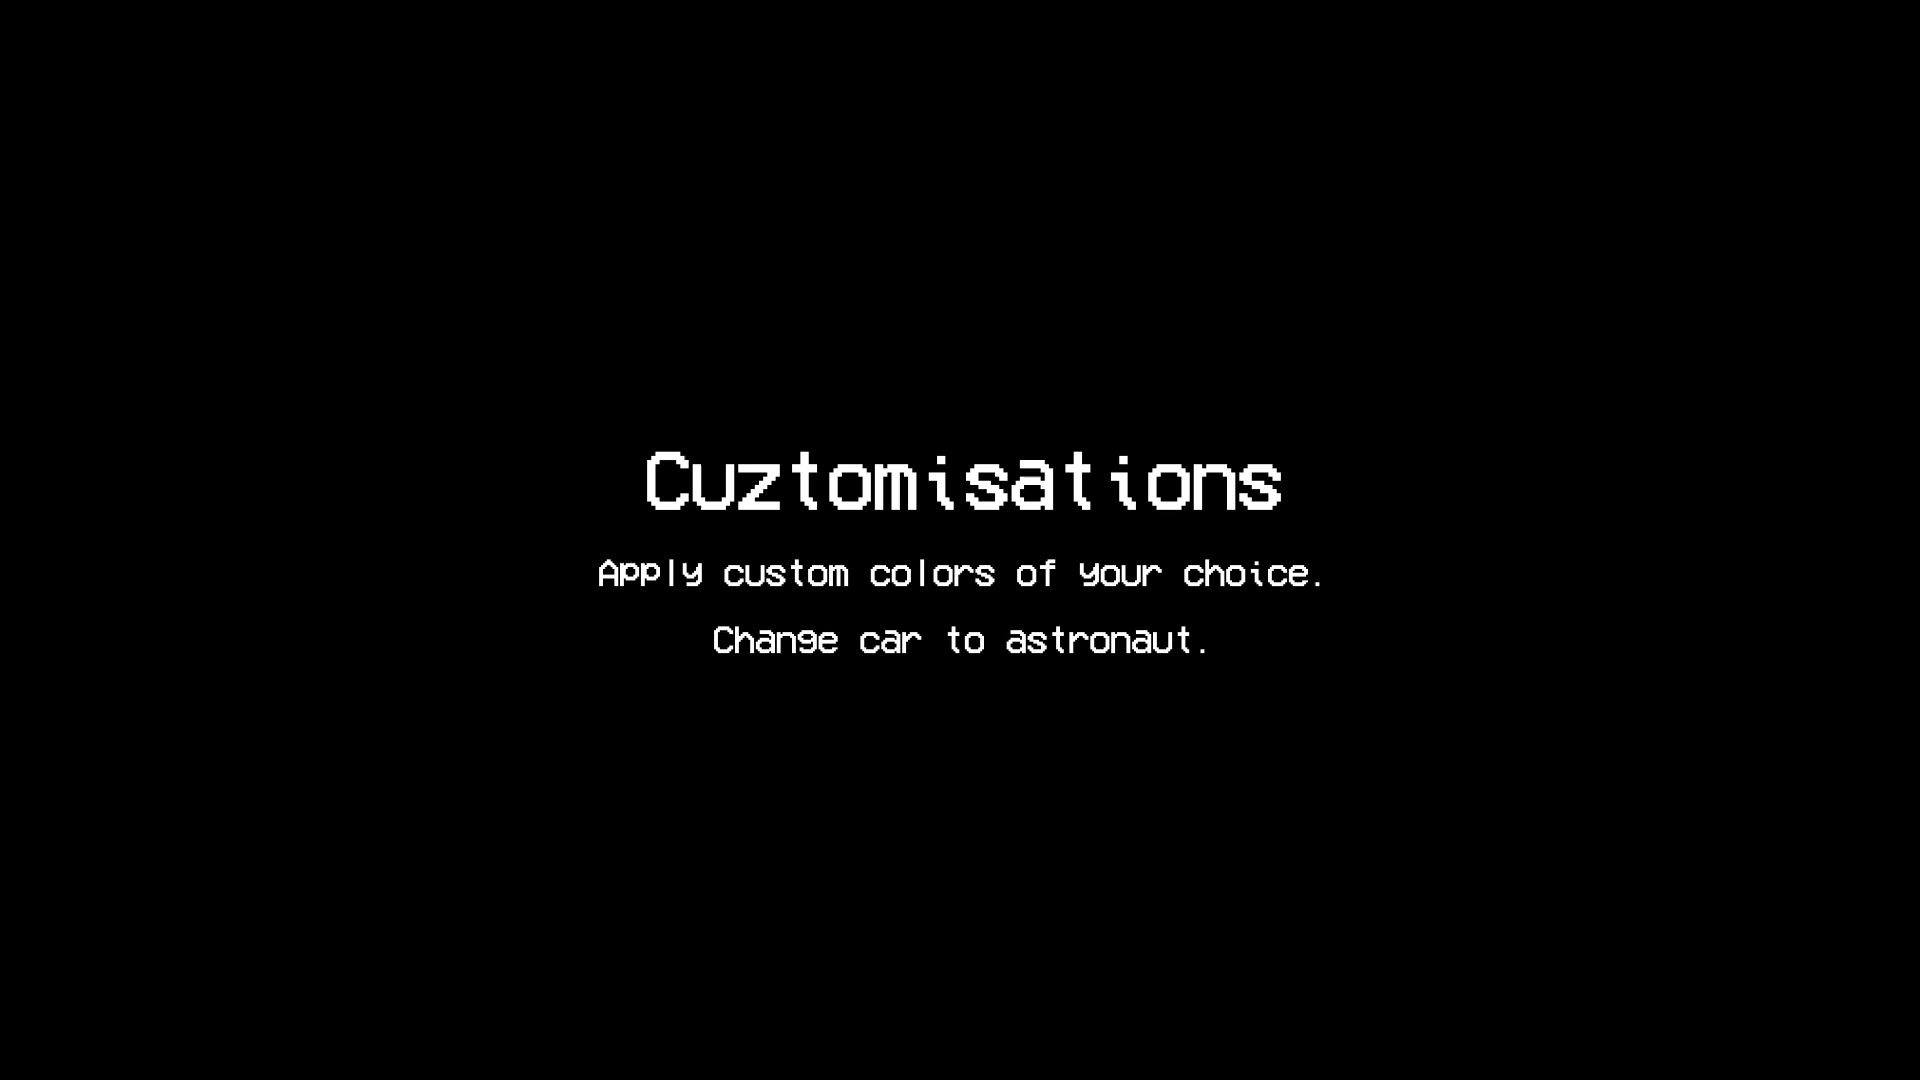 Cuztomisations
Apply custom colors of your choice.
Change car to astronaut.